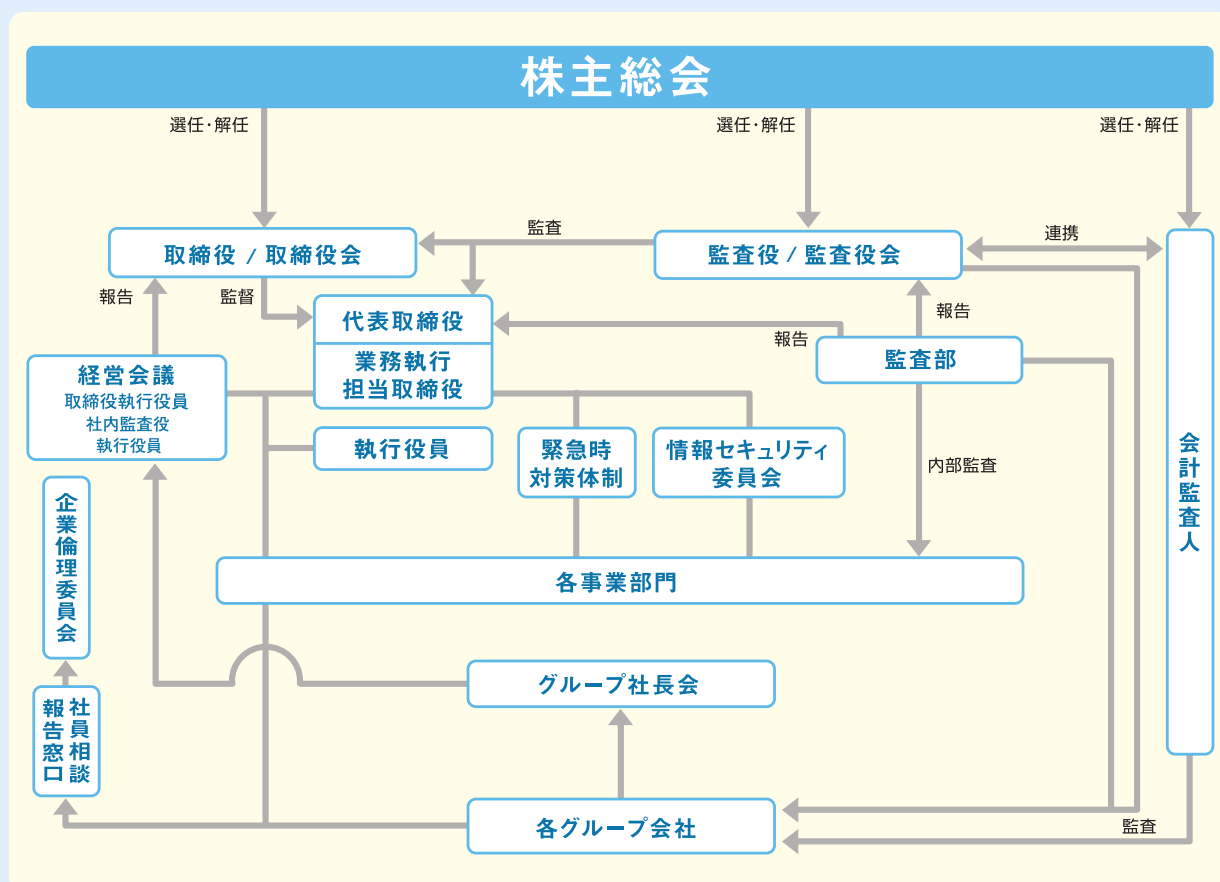 株主総会
選任・解任
選任・解任
選任・解任
取締役 / 取締役会
監査
監査役 / 監査役会
連携
報告
監督
代表取締役
業務執行
担当取締役
報告
報告
監査部
経営会議
取締役執行役員
社内監査役
執行役員
執行役員
緊急時
対策体制
情報セキュリティ
委員会
内部監査
会計監査人
企業倫理委員会
各事業部門
グループ社長会
社員相談
報告窓口
各グループ会社
監査